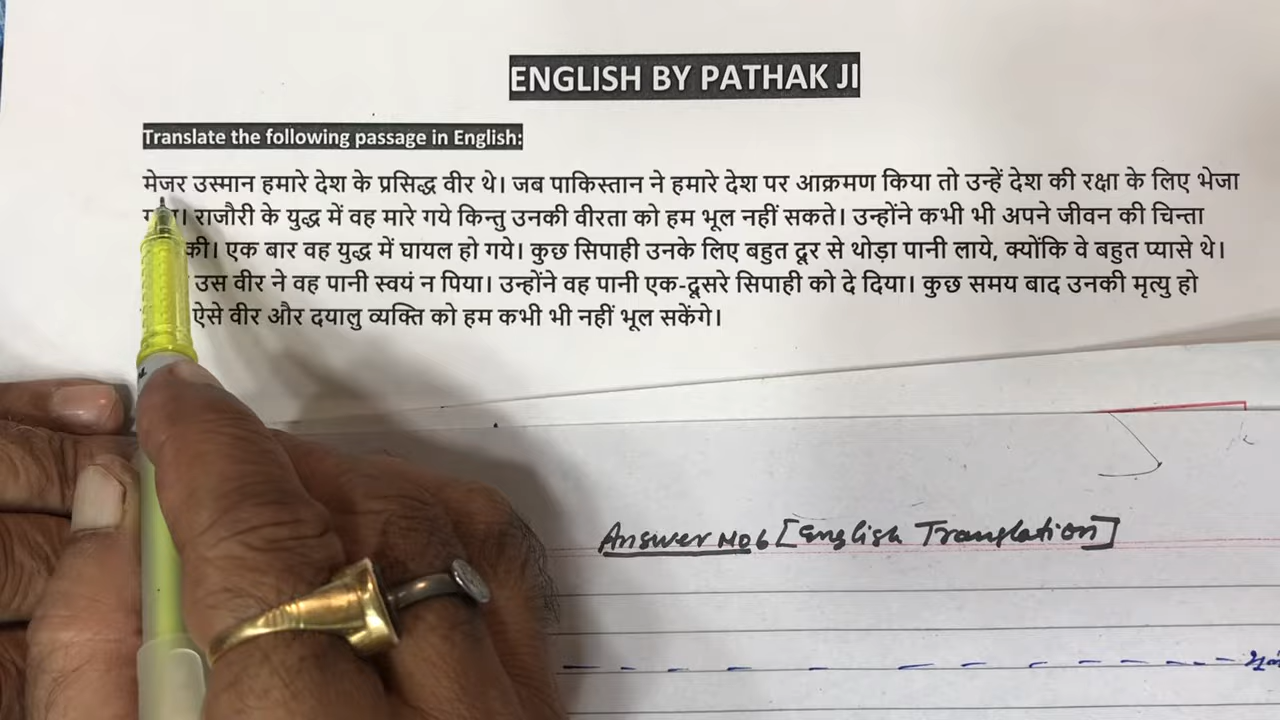 ENGLISH BY PATHAK JI
Translate the following passage in English:
मेजर उस्मान हमारे देश के प्रसिद्ध वीर थे। जब पाकिस्तान ने हमारे देश पर आक्रमण किया तो उन्हें देश की रक्षा के लिए भेजा
राजौरी के युद्ध में वह मारे गये किन्तु उनकी वीरता को हम भूल नहीं सकते। उन्होंने कभी भी अपने जीवन की चिन्ता
की। एक बार वह युद्ध में घायल हो गये। कुछ सिपाही उनके लिए बहुत दूर से थोड़ा पानी लाये, क्योंकि वे बहुत प्यासे थे।
उस वीर ने वह पानी स्वयं न पिया। उन्होंने वह पानी एक-दूसरे सिपाही को दे दिया। कुछ समय बाद उनकी मृत्यु हो
ऐसे वीर और दयालु व्यक्ति को हम कभी भी नहीं भूल सकेंगे।
Answer No 6 [English Translation]